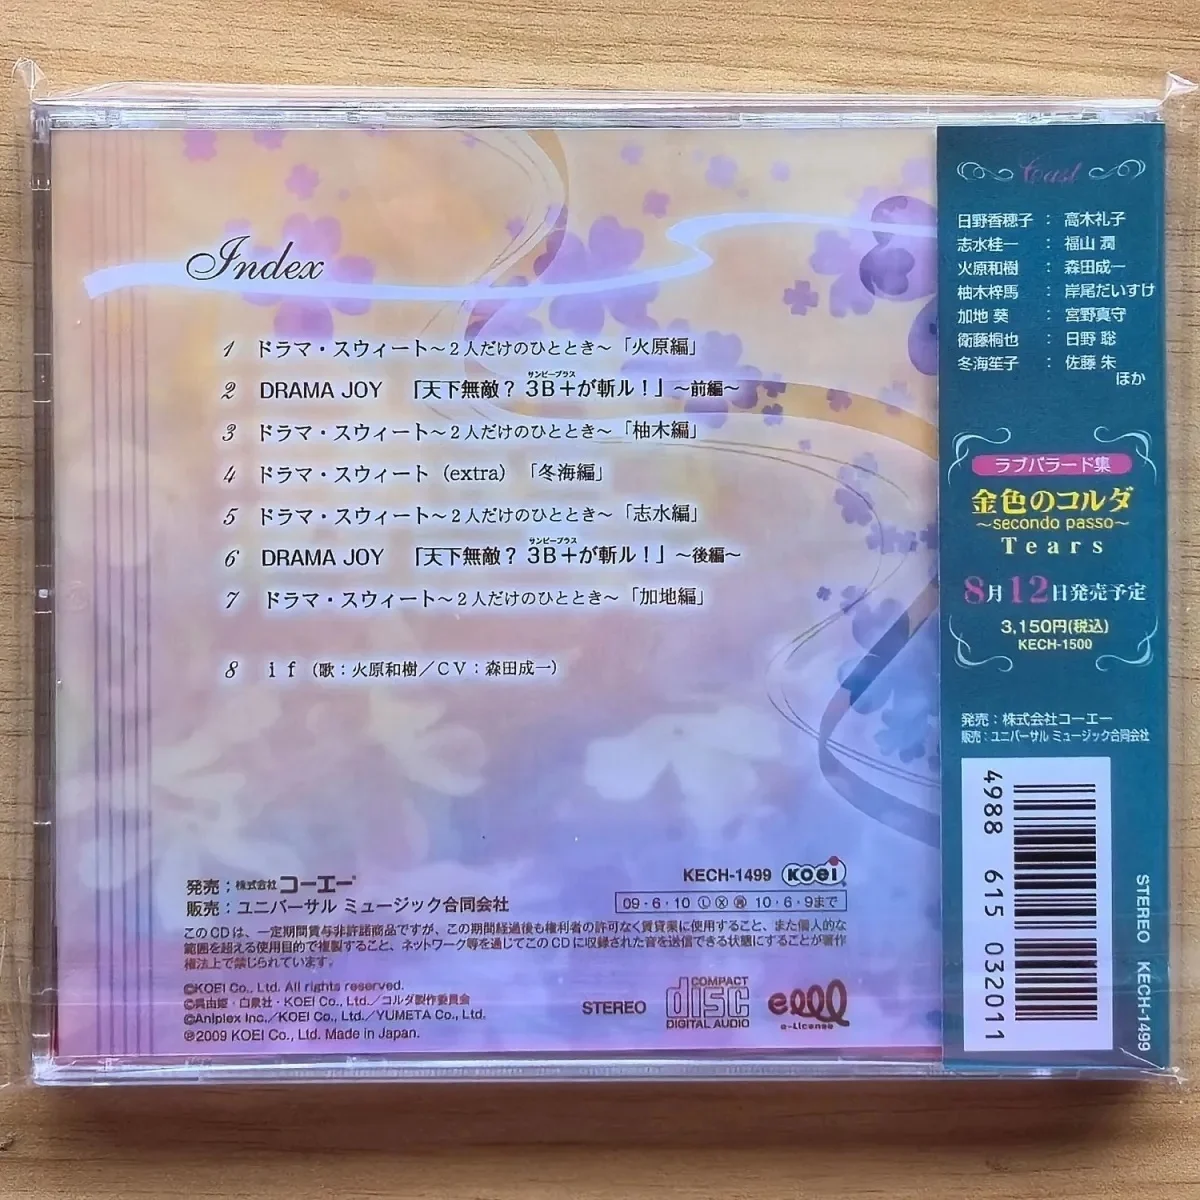 Index
1 ドラマ・スウィート～2人だけのひととき～「火原編」
サンビープラス
2 DRAMA JOY 「天下無敵? 3B+が斬ル!」～前編～
3 ドラマ・スウィート～2人だけのひととき～「柚木編」
4 ドラマ・スウィート(extra)「冬海編」
5 ドラマ・スウィート～2人だけのひととき～「志水編」
サンビープラス
6 DRAMA JOY 「天下無敵? 3B+が斬ル!」～後編～
7 ドラマ・スウィート～2人だけのひととき～「加地編」
8 if(歌:火原和樹/CV:森田成一)
KECH-1499 KOEI
発売:株式会社コーエー
販売:ユニバーサル ミュージック合同会社
09・6・10 Ⓛ Ⓧ 10・6・9まで
このCDは、一定期間貸与非許諾商品ですが、この期間経過後も権利者の許可なく賃貸業に使用すること、また個人的な
範囲を超える使用目的で複製すること、ネットワーク等を通じてこのCDに収録された音を送信できる状態にすることが著作
権法上で禁じられています。
©KOEI Co., Ltd. All rights reserved.
©呉由姫・白泉社・KOEI Co., Ltd./コルダ製作委員会
©Aniplex Inc./KOEI Co., Ltd./YUMETA Co., Ltd.
℗2009 KOEI Co., Ltd. Made in Japan.
STEREO
COMPACT
disc
DIGITAL AUDIO
e-License
Cast
日野香穂子:高木礼子
志水桂一:福山 潤
火原和樹:森田成一
柚木梓馬:岸尾だいすけ
加地 葵:宮野真守
衛藤桐也:日野 聡
冬海笙子:佐藤 朱
ほか
ラブバラード集
金色のコルダ
～secondo passo～
Tears
8月12日発売予定
3,150円(税込)
KECH-1500
発売:株式会社コーエー
販売:ユニバーサル ミュージック合同会社
4988 615 032011
STEREO KECH-1499